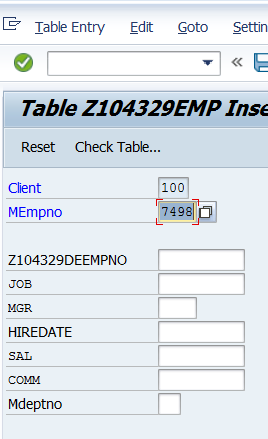 Table Entry Edit Goto
Table Z104329EMP Inse
Reset Check Table...
Client 100
MEmpno 7498
Z104329DEEMPNO
JOB
MGR
HIREDATE
SAL
COMM
Mdeptno